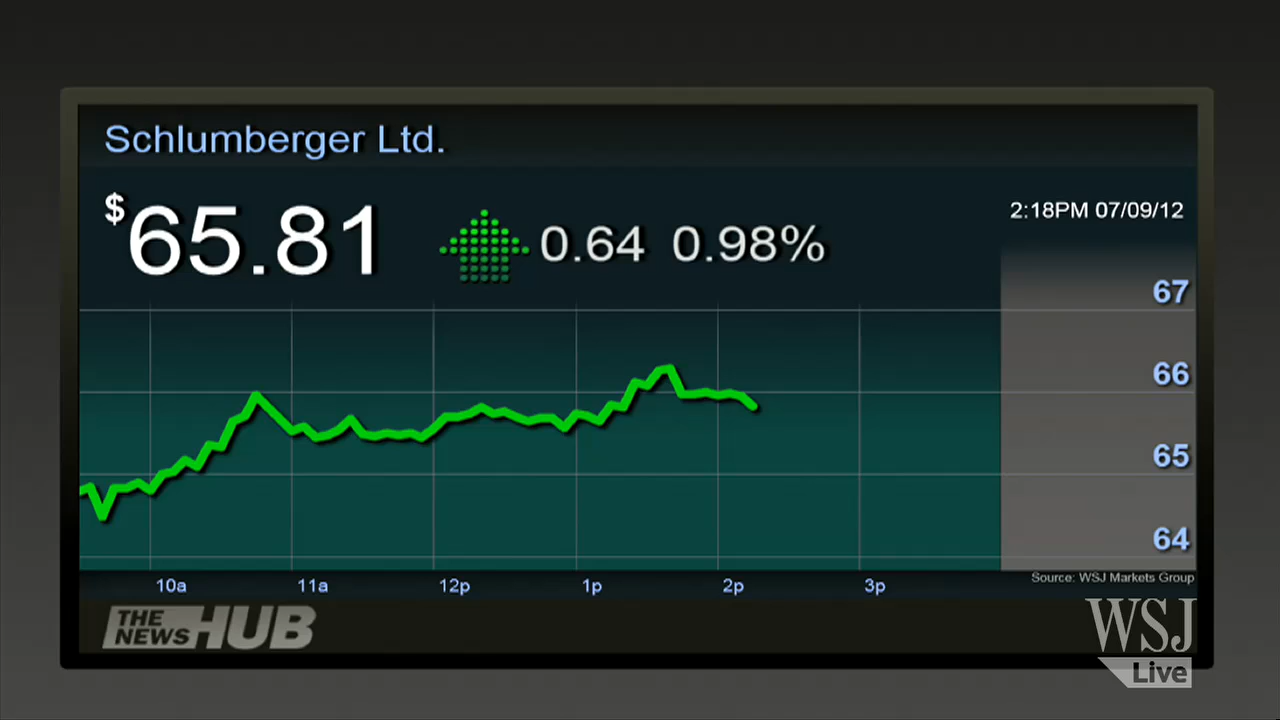 Schlumberger Ltd.
$65.81 0.64 0.98%
2:18PM 07/09/12
67
66
65
64
10a 11a 12p 1p 2p 3p
Source: WSJ Markets Group
THE NEWS HUB
WSJ
Live